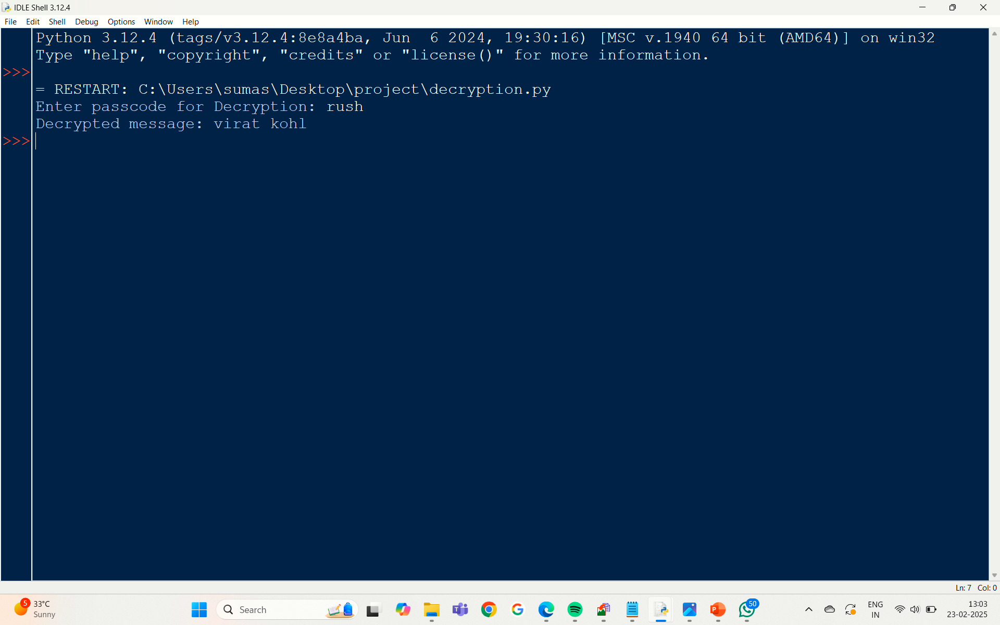 IDLE Shell 3.12.4
File Edit Shell Debug Options Window Help
Python 3.12.4 (tags/v3.12.4:8e8a4ba, Jun  6 2024, 19:30:16) [MSC v.1940 64 bit (AMD64)] on win32
Type "help", "copyright", "credits" or "license()" for more information.
>>>
= RESTART: C:\Users\sumas\Desktop\project\decryption.py
Enter passcode for Decryption: rush
Decrypted message: virat kohl
>>>
Ln: 7 Col: 0
5 33°C
Sunny
Search
50
ENG
IN
13:03
23-02-2025